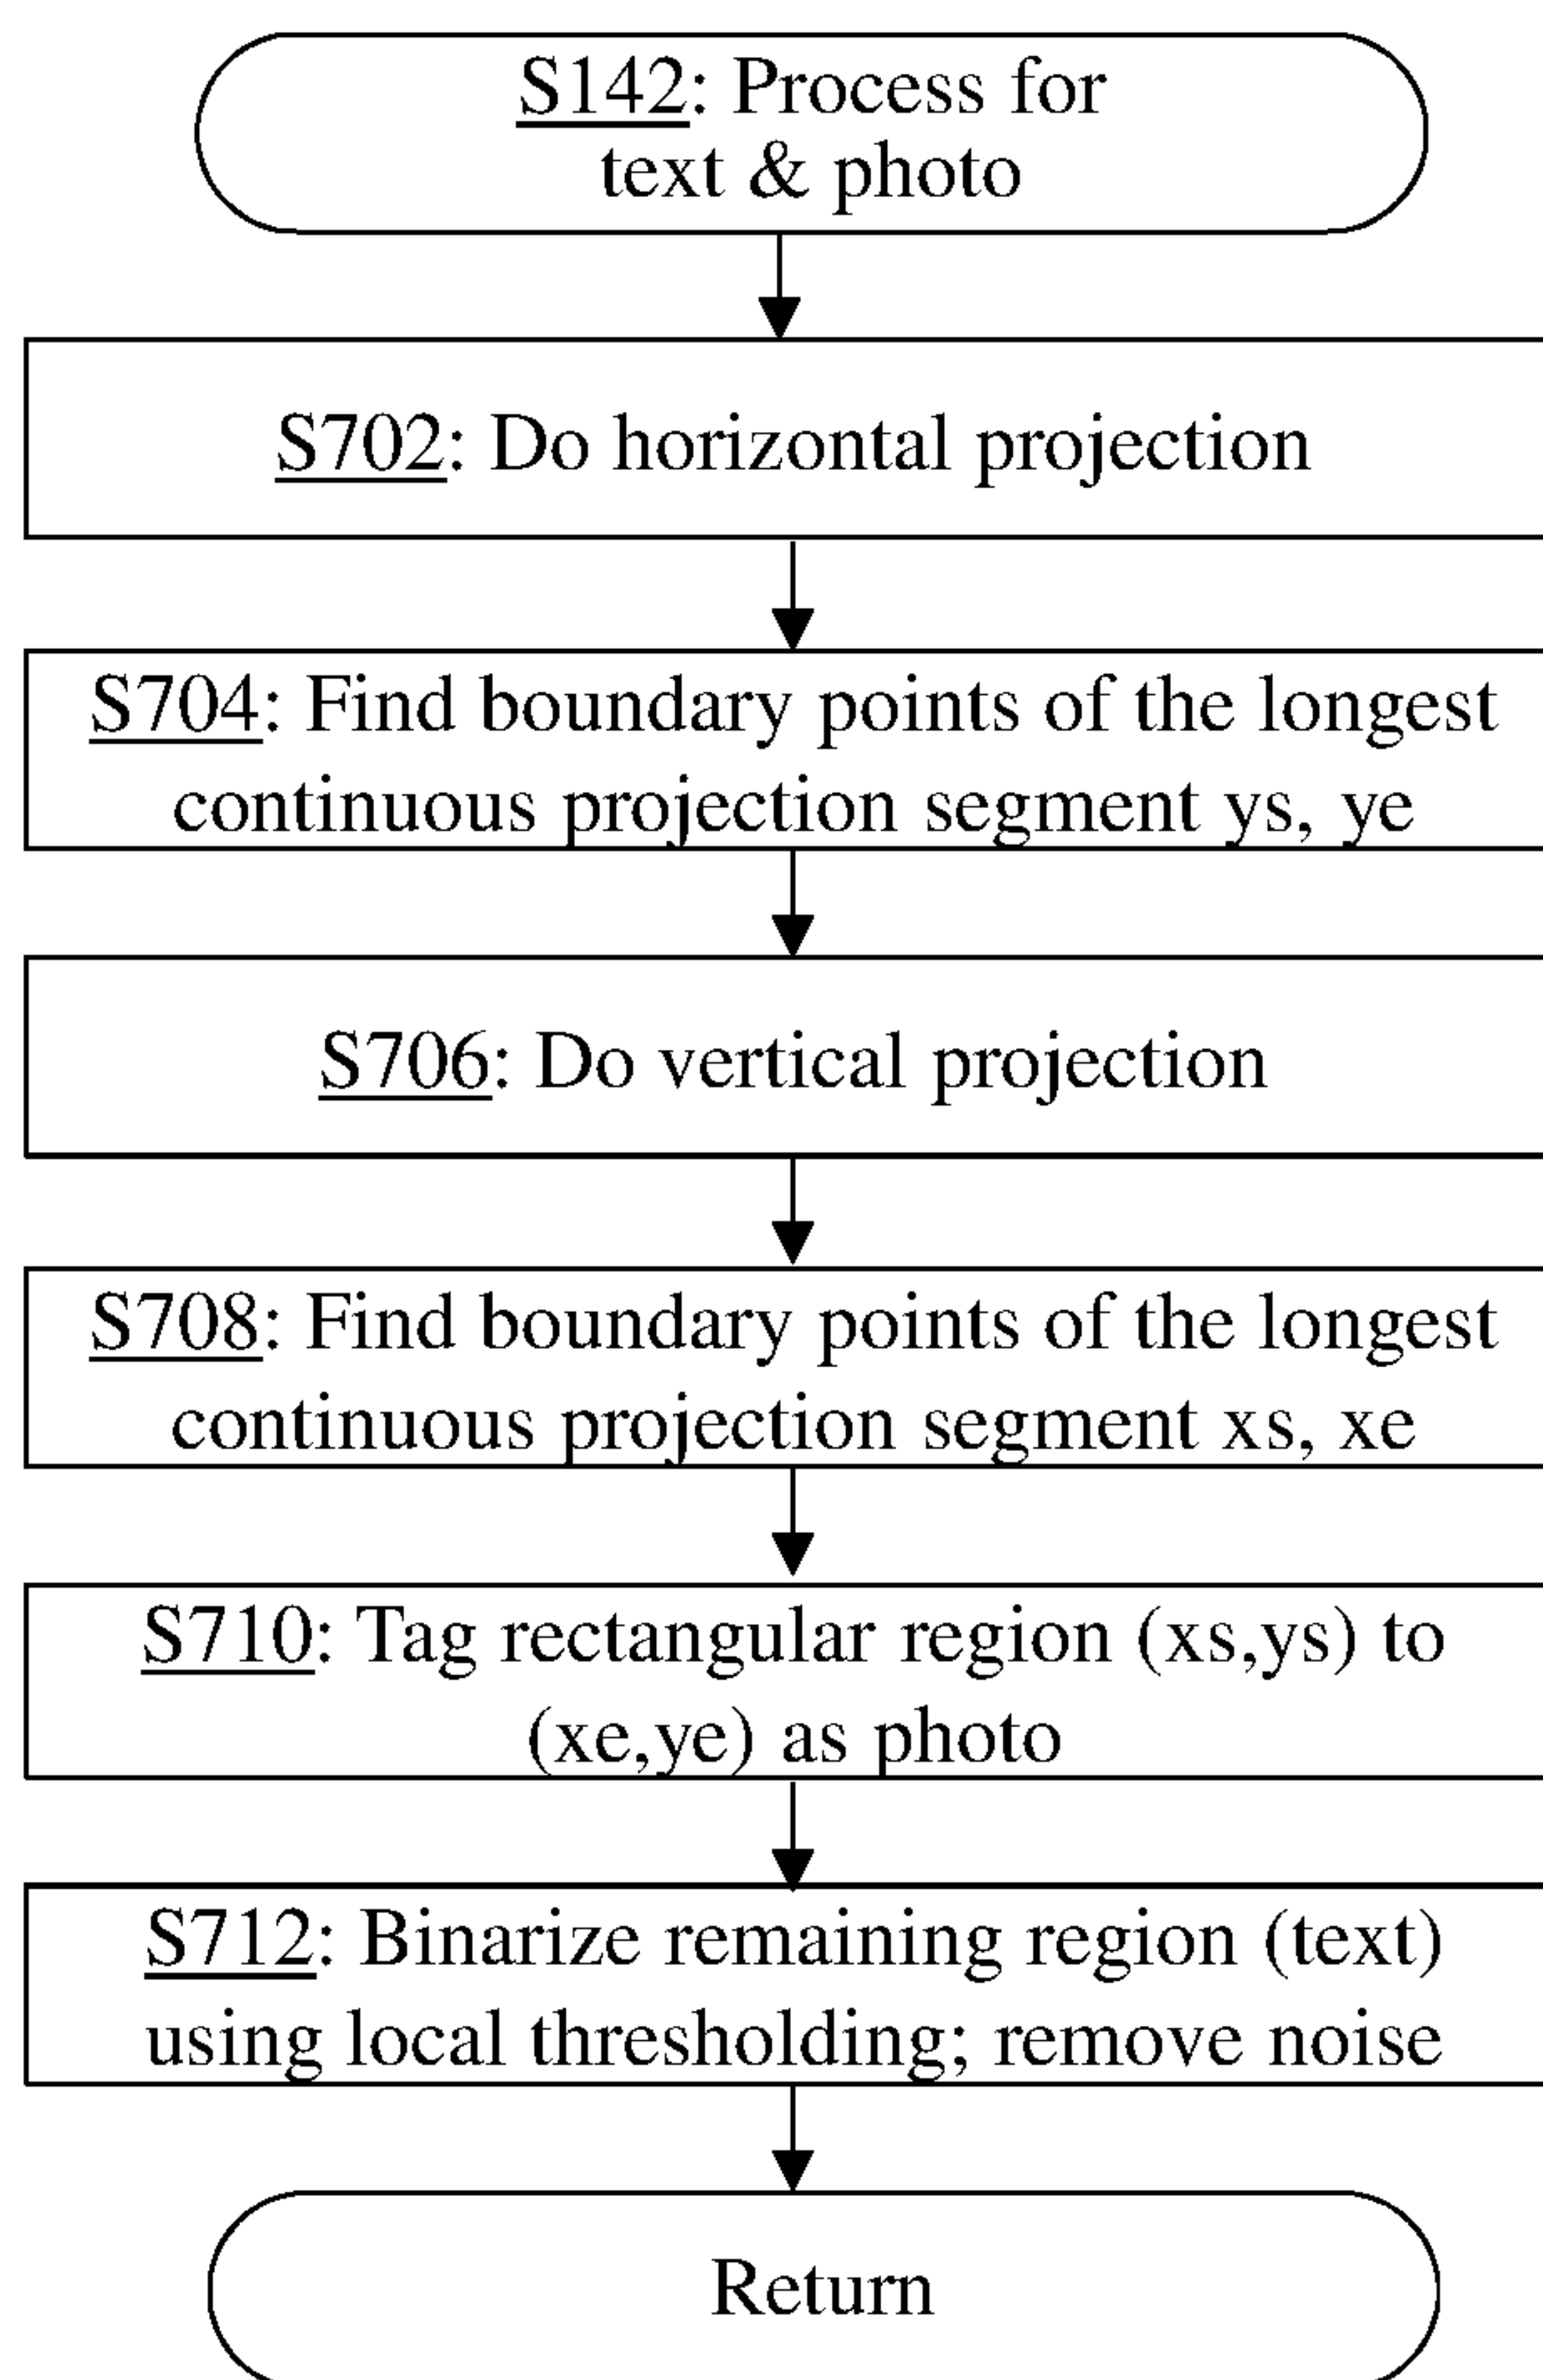 S142: Process for
text & photo
S702: Do horizontal projection
S704: Find boundary points of the longest
continuous projection segment ys, ye
S706: Do vertical projection
S708: Find boundary points of the longest
continuous projection segment xs, xe
S710: Tag rectangular region (xs,ys) to
(xe,ye) as photo
S712: Binarize remaining region (text)
using local thresholding; remove noise
Return